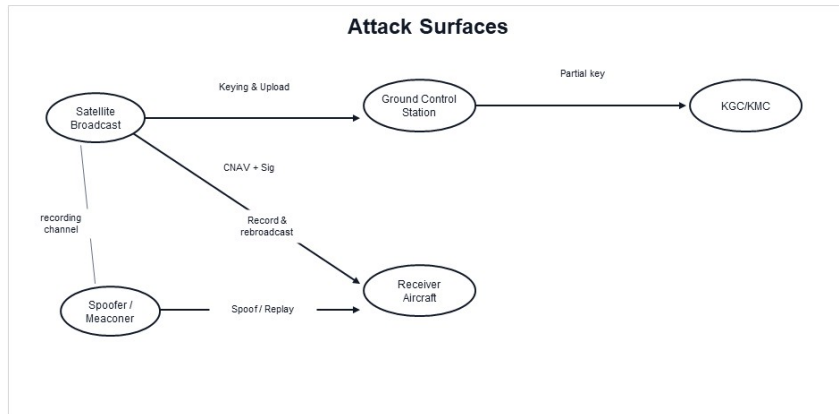 Attack Surfaces
Partial key
Keying & Upload
Satellite
Broadcast
Ground Control
Station
KGC/KMC
CNAV + Sig
recording
channel
Record &
rebroadcast
Spoofer /
Meaconer
Spoof / Replay
Receiver
Aircraft